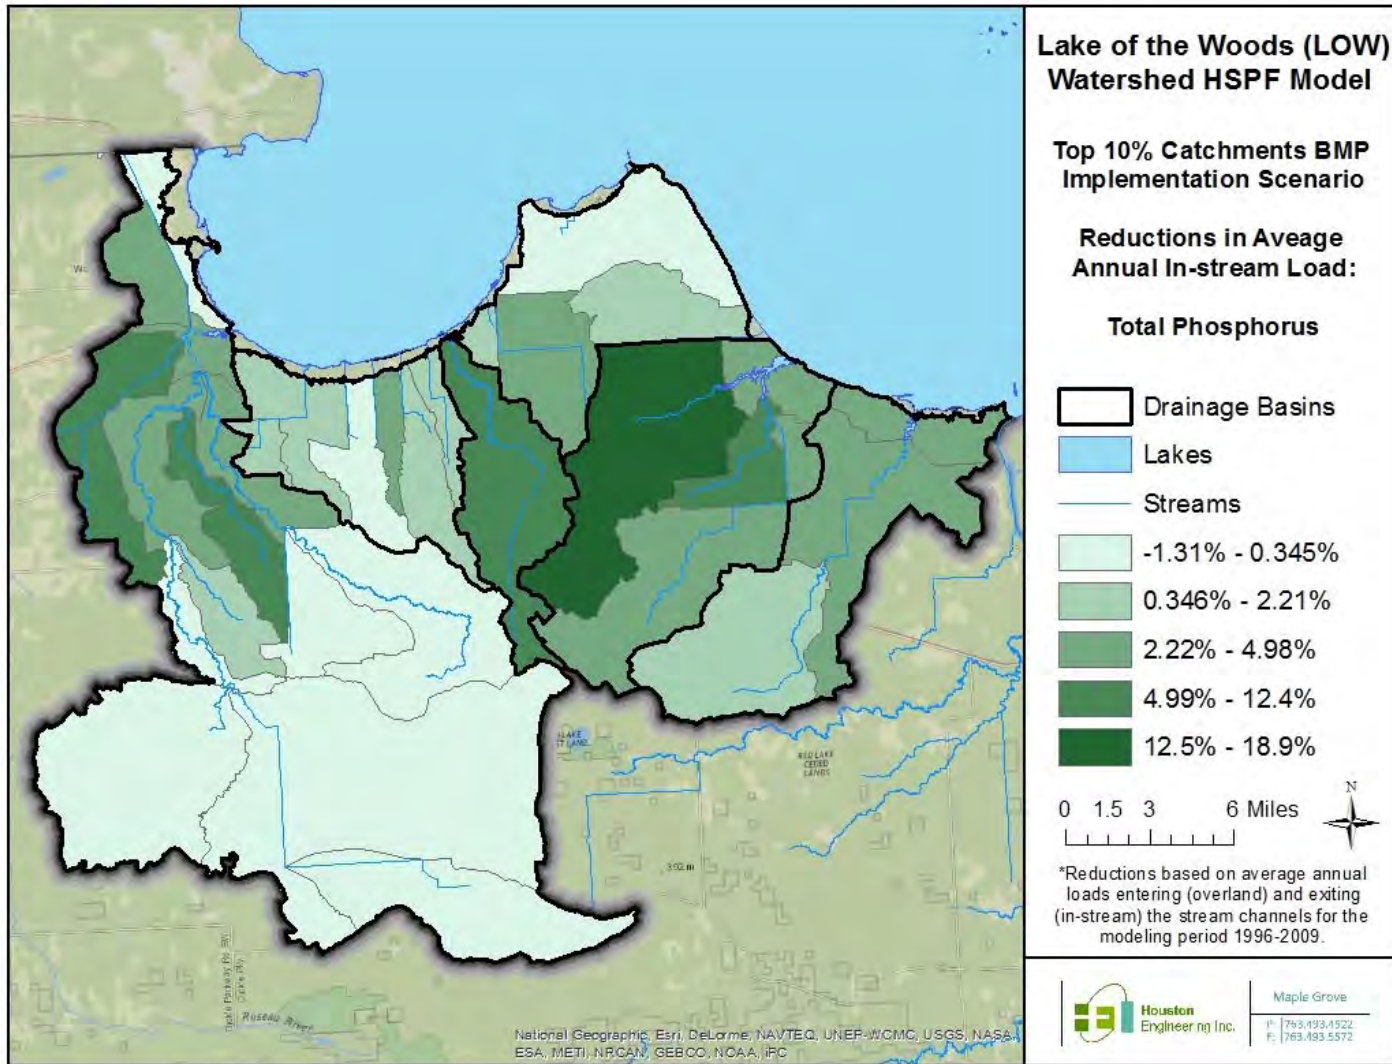 Lake of the Woods (LOW)
Watershed HSPF Model
Top 10% Catchments BMP
Implementation Scenario
Reductions in Aveage
Annual In-stream Load:
Total Phosphorus
Drainage Basins
Lakes
Streams
-1.31% - 0.345%
0.346% - 2.21%
2.22% - 4.98%
4.99% - 12.4%
12.5% - 18.9%
N
0 1.5 3 6 Miles
*Reductions based on average annual
loads entering (overland) and exiting
(in-stream) the stream channels for the
modeling period 1996-2009.
Houston
Engineering Inc.
Maple Grove
P: 763.493.4522
F: 763.493.5572
RED LAKE
CEDED
LANDS
392 m
Roseau River
National Geographic, Esri, DeLorme, NAVTEQ, UNEP-WCMC, USGS, NASA,
ESA, METI, NRCAN, GEBCO, NOAA, iPC